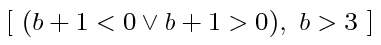 [ (b + 1 < 0 ∨ b + 1 > 0), b > 3 ]